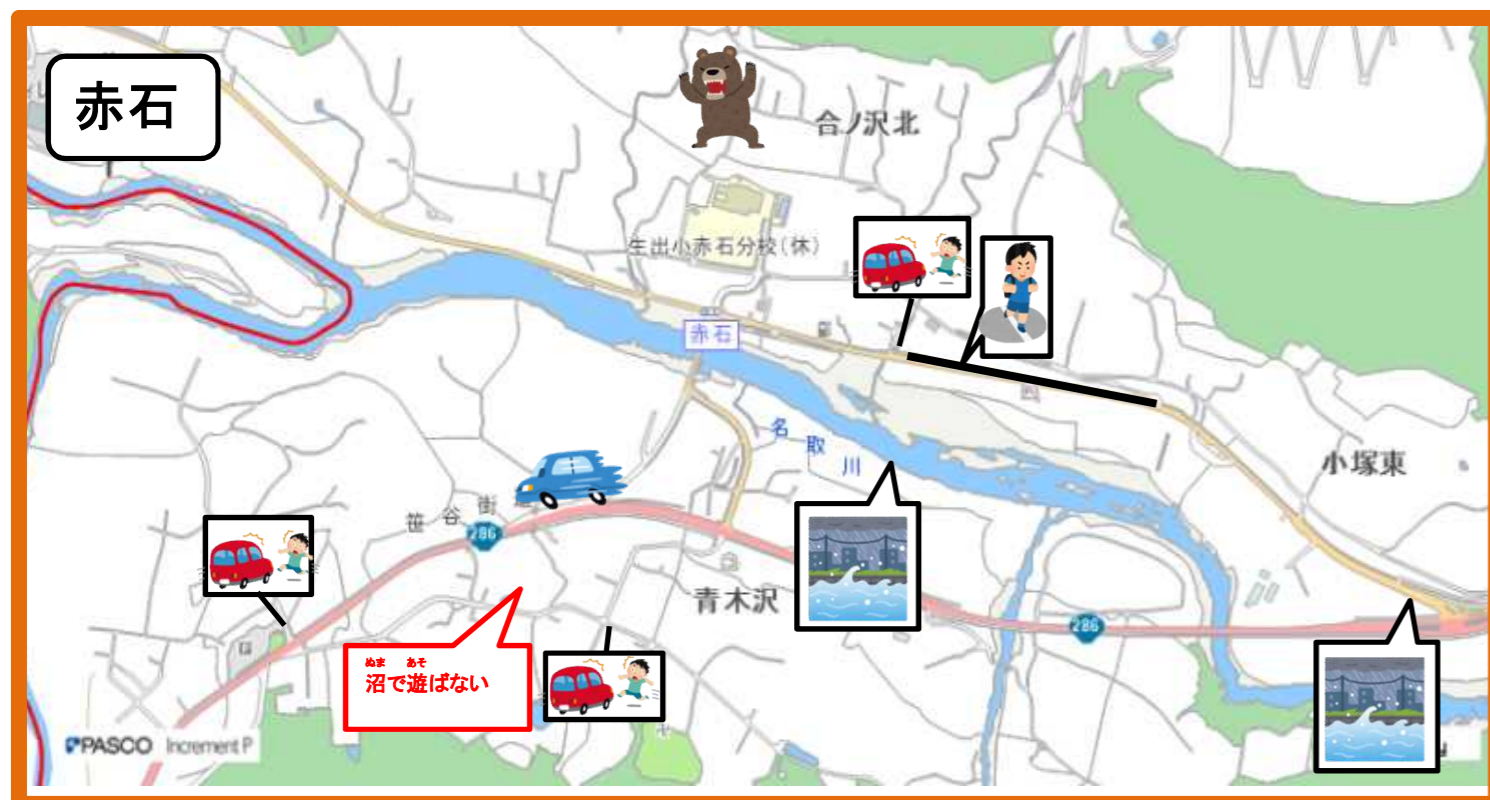 赤石
合ノ沢北
生出小赤石分校(休)
赤石
名取川
小塚東
笹谷街
286
青木沢
286
ぬま あそ
沼で遊ばない
PASCO Increment P